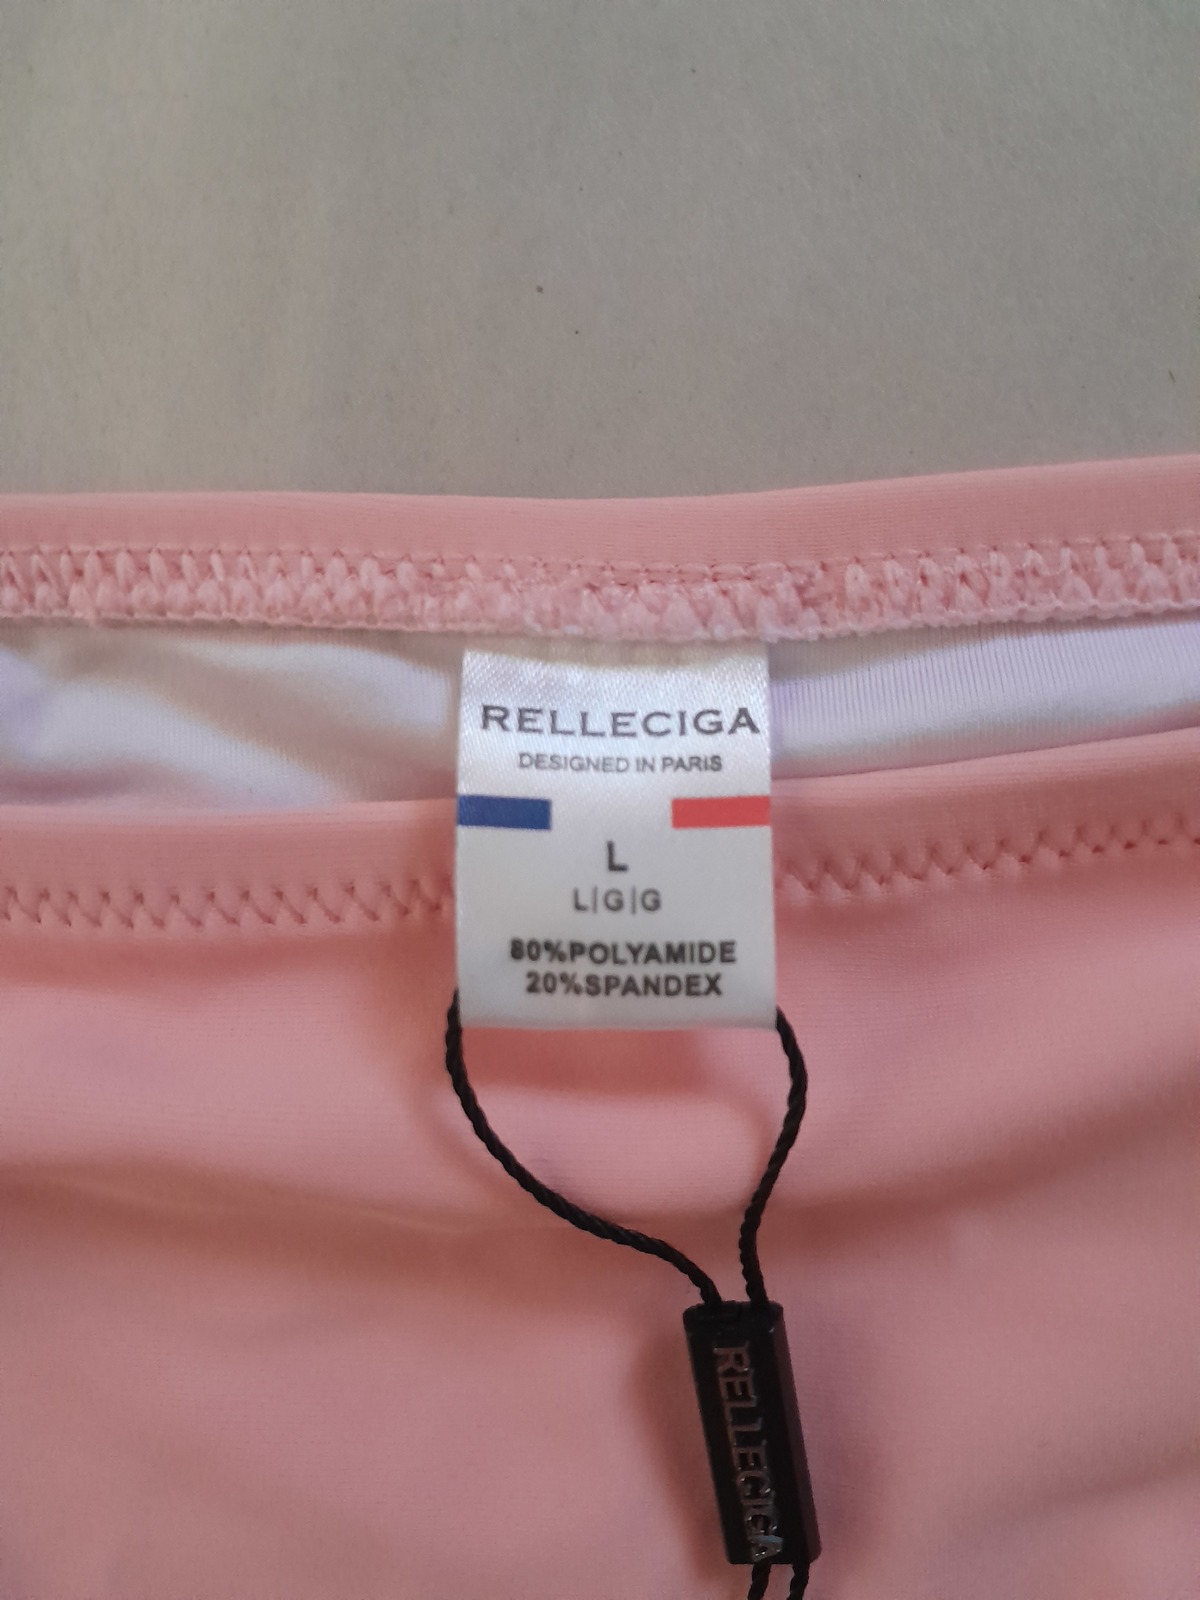 RELLECIGA
DESIGNED IN PARIS
L
L|G|G
80%POLYAMIDE
20%SPANDEX
RELLECIGA